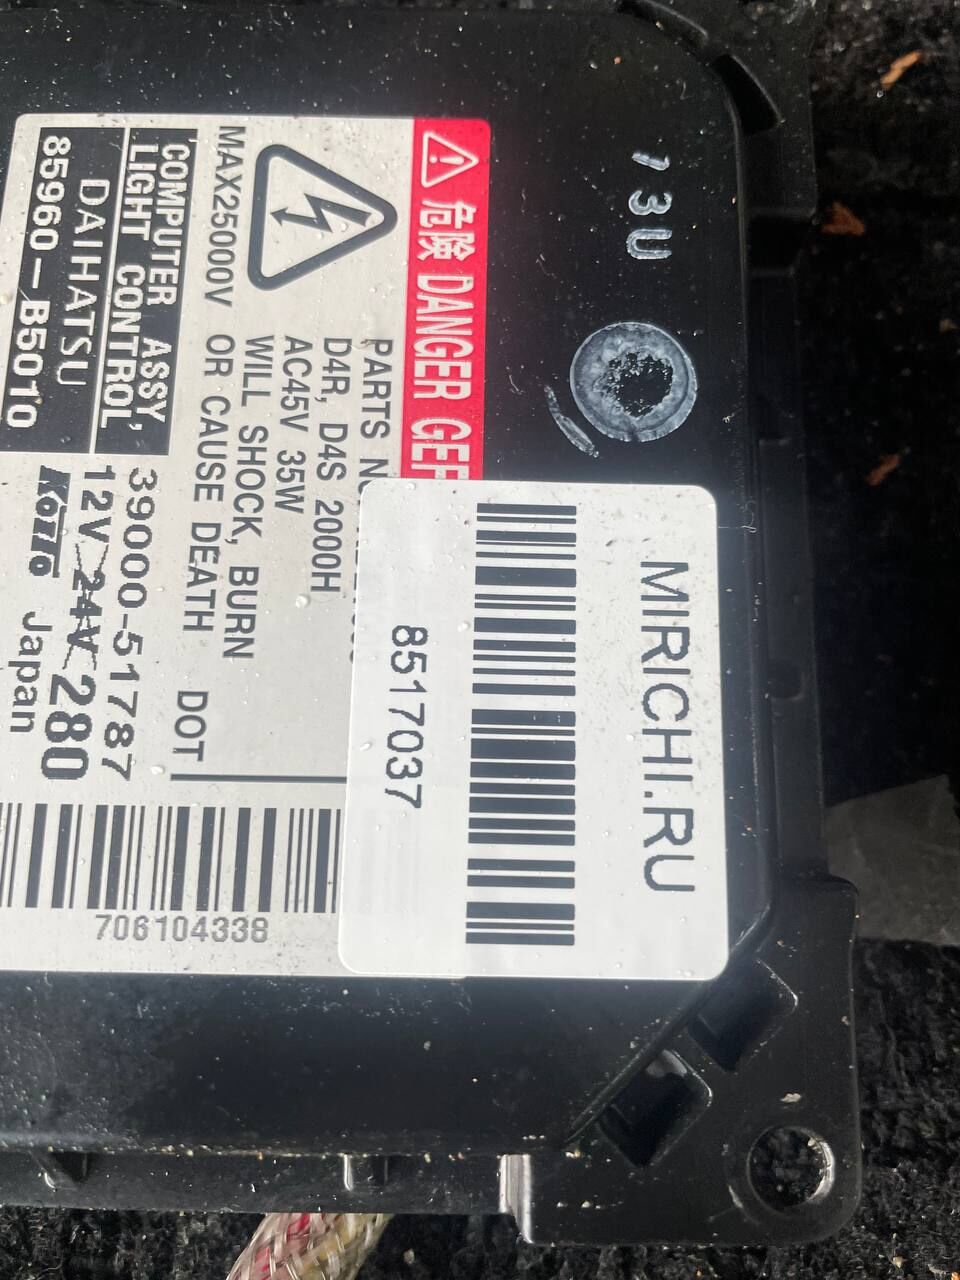 73U
危険 DANGER GEF
PARTS N
D4R, D4S 2000H
AC45V 35W
WILL SHOCK, BURN
MAX25000V OR CAUSE DEATH DOT
COMPUTER ASSY,
LIGHT CONTROL
DAIHATSU
85960-B5010
39000-51787
12V 24V 280
KOITO Japan
706104338
MIRICHI.RU
8517037